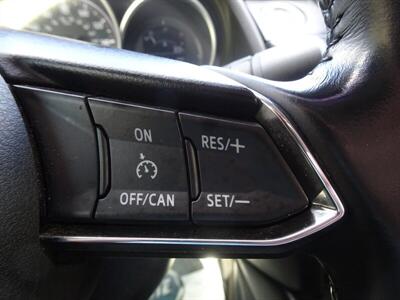 ON
RES/+
OFF/CAN
SET/−